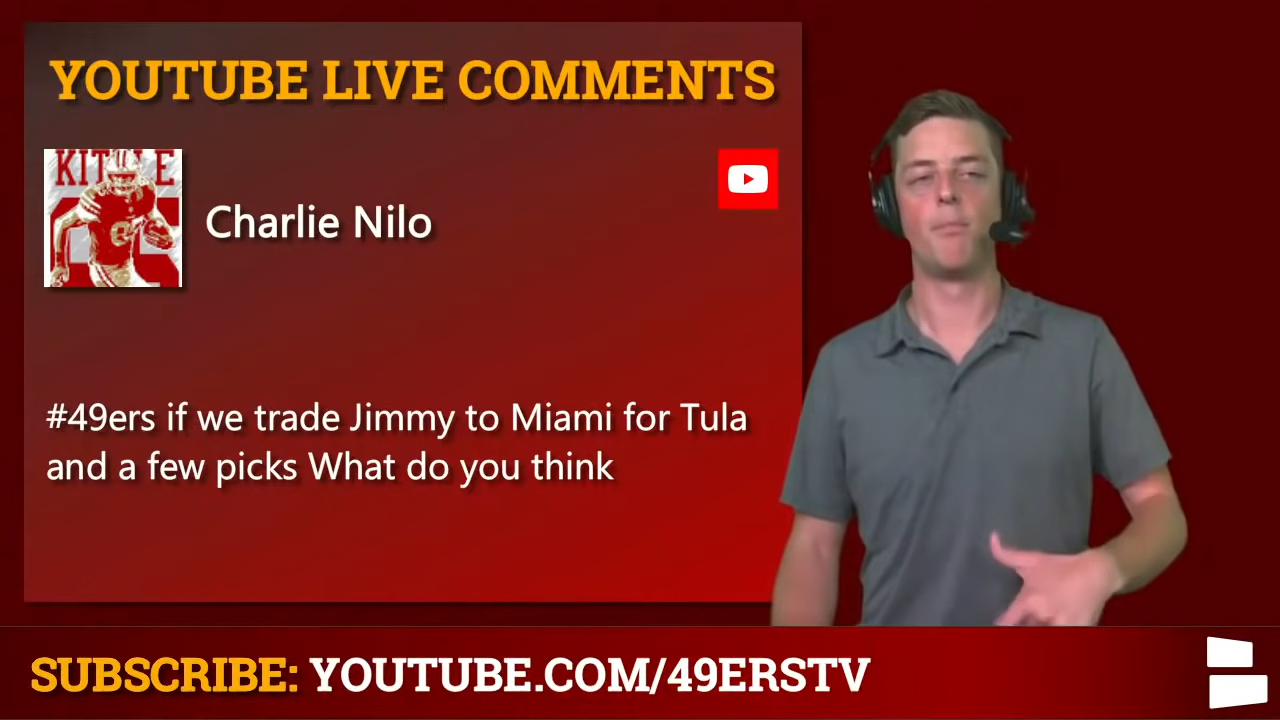 YOUTUBE LIVE COMMENTS
KITTLE
Charlie Nilo
#49ers if we trade Jimmy to Miami for Tula
and a few picks What do you think
SUBSCRIBE: YOUTUBE.COM/49ERSTV